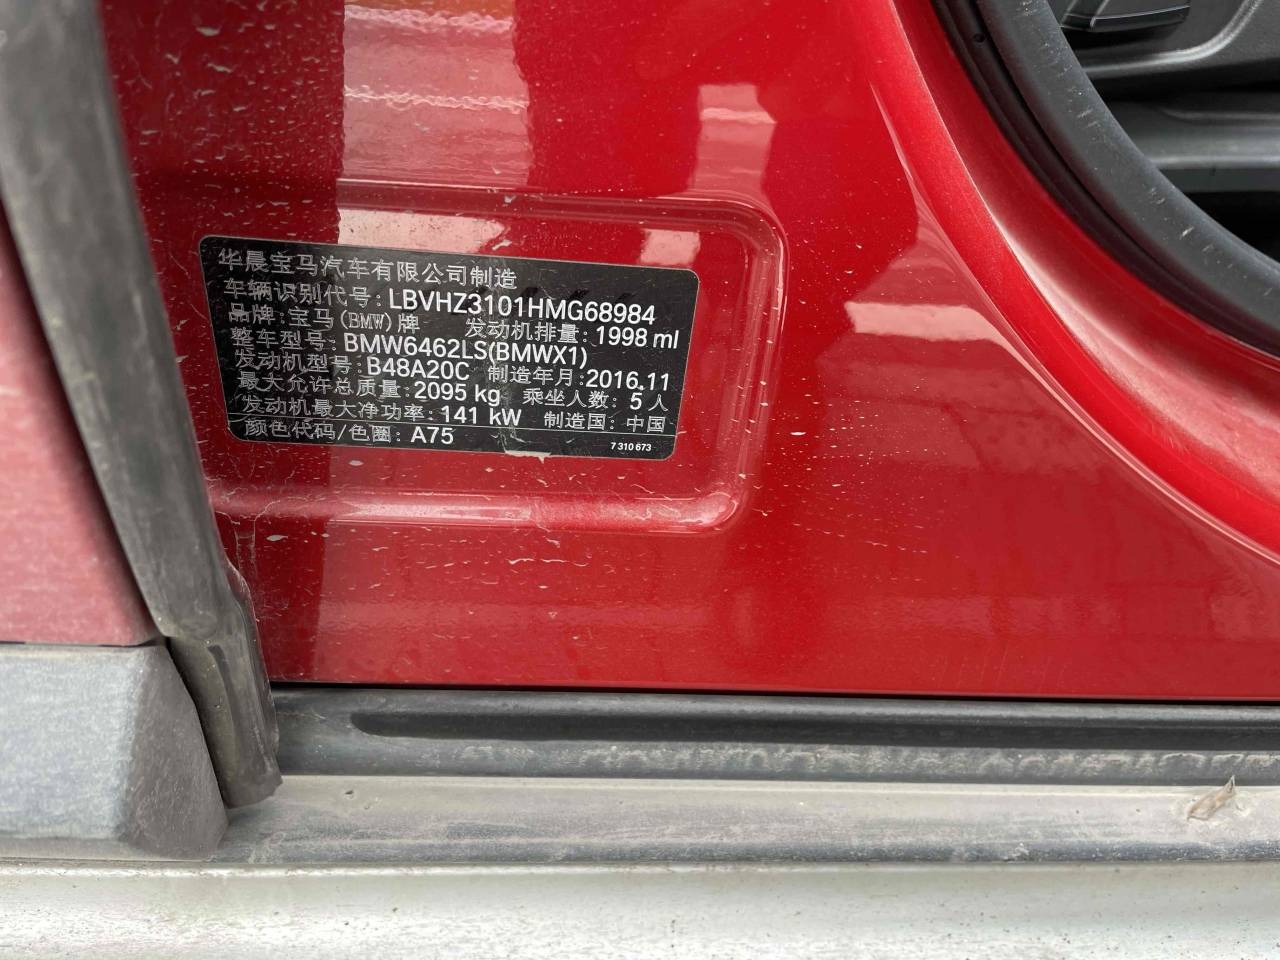 华晨宝马汽车有限公司制造
车辆识别代号: LBVHZ3101HMG68984
品牌: 宝马(BMW)牌 发动机排量: 1998 ml
整车型号: BMW6462LS(BMWX1)
发动机型号: B48A20C 制造年月: 2016.11
最大允许总质量: 2095 kg 乘坐人数: 5人
发动机最大净功率: 141 kW 制造国: 中国
颜色代码/色圈: A75 7 310 673